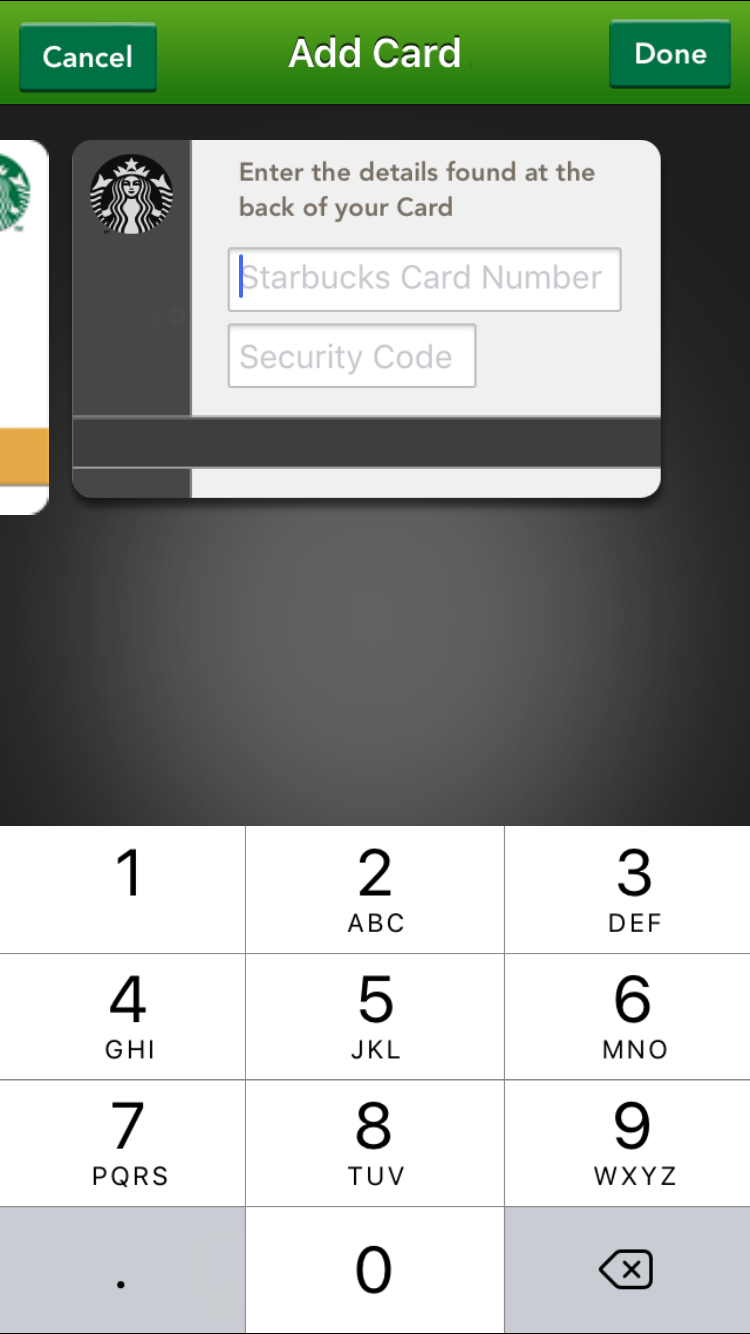 Cancel
Add Card
Done
Enter the details found at the
back of your Card
Starbucks Card Number
Security Code
1
2
3
ABC
DEF
4
5
6
GHI
JKL
MNO
7
8
9
PQRS
TUV
WXYZ
.
0